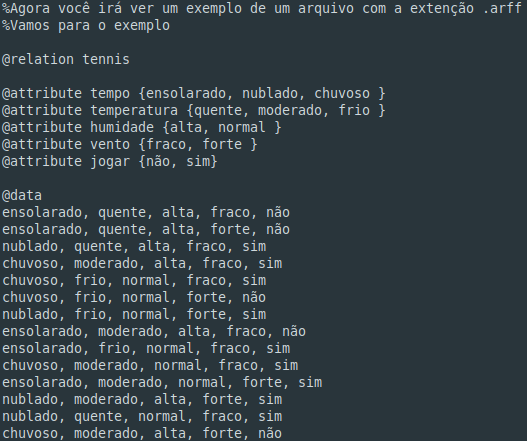 %Agora você irá ver um exemplo de um arquivo com a extenção .arff
%Vamos para o exemplo
@relation tennis
@attribute tempo {ensolarado, nublado, chuvoso }
@attribute temperatura {quente, moderado, frio }
@attribute humidade {alta, normal }
@attribute vento {fraco, forte }
@attribute jogar {não, sim}
@data
ensolarado, quente, alta, fraco, não
ensolarado, quente, alta, forte, não
nublado, quente, alta, fraco, sim
chuvoso, moderado, alta, fraco, sim
chuvoso, frio, normal, fraco, sim
chuvoso, frio, normal, forte, não
nublado, frio, normal, forte, sim
ensolarado, moderado, alta, fraco, não
ensolarado, frio, normal, fraco, sim
chuvoso, moderado, normal, fraco, sim
ensolarado, moderado, normal, forte, sim
nublado, moderado, alta, forte, sim
nublado, quente, normal, fraco, sim
chuvoso, moderado, alta, forte, não